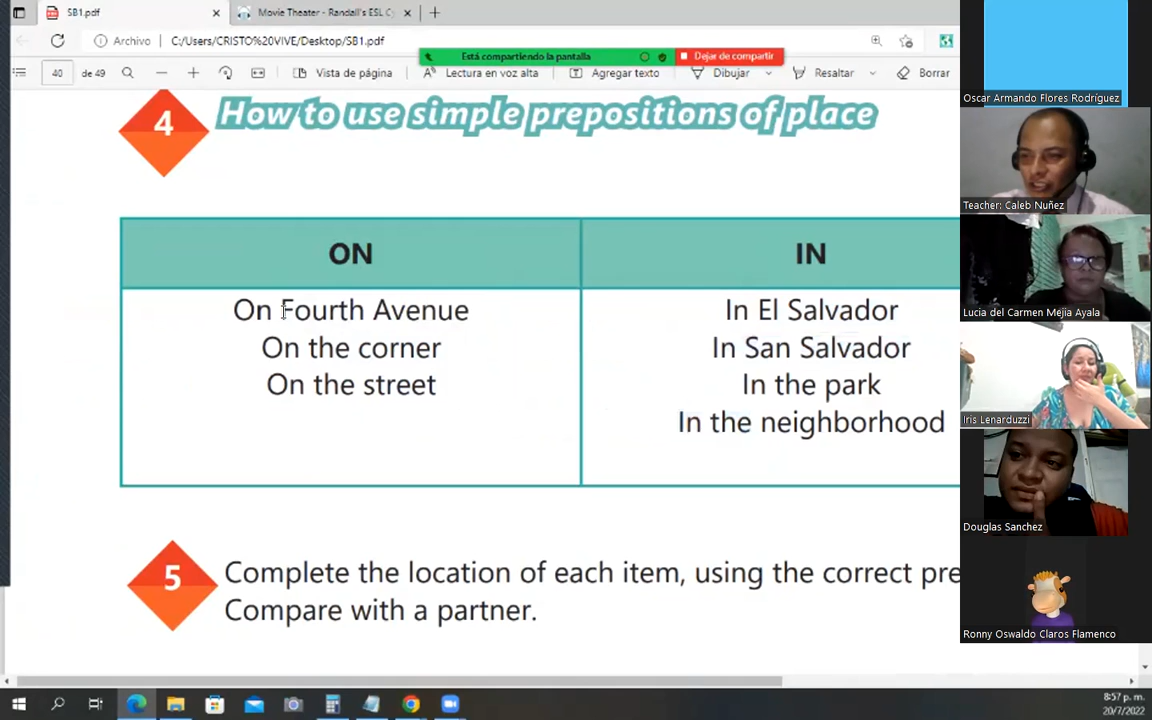 SB1.pdf
Movie Theater - Randall's ESL Cy
Archivo
C:/Users/CRISTO%20VIVE/Desktop/SB1.pdf
Está compartiendo la pantalla
Dejar de compartir
40
de 49
Vista de página
Lectura en voz alta
Agregar texto
Dibujar
Resaltar
Borrar
4
How to use simple prepositions of place
ON
IN
On Fourth Avenue
On the corner
On the street
In El Salvador
In San Salvador
In the park
In the neighborhood
5
Complete the location of each item, using the correct pre
Compare with a partner.
Oscar Armando Flores Rodríguez
Teacher: Caleb Nuñez
Lucia del Carmen Mejia Ayala
Iris Lenarduzzi
Douglas Sanchez
Ronny Oswaldo Claros Flamenco
8:57 p. m.
20/7/2022